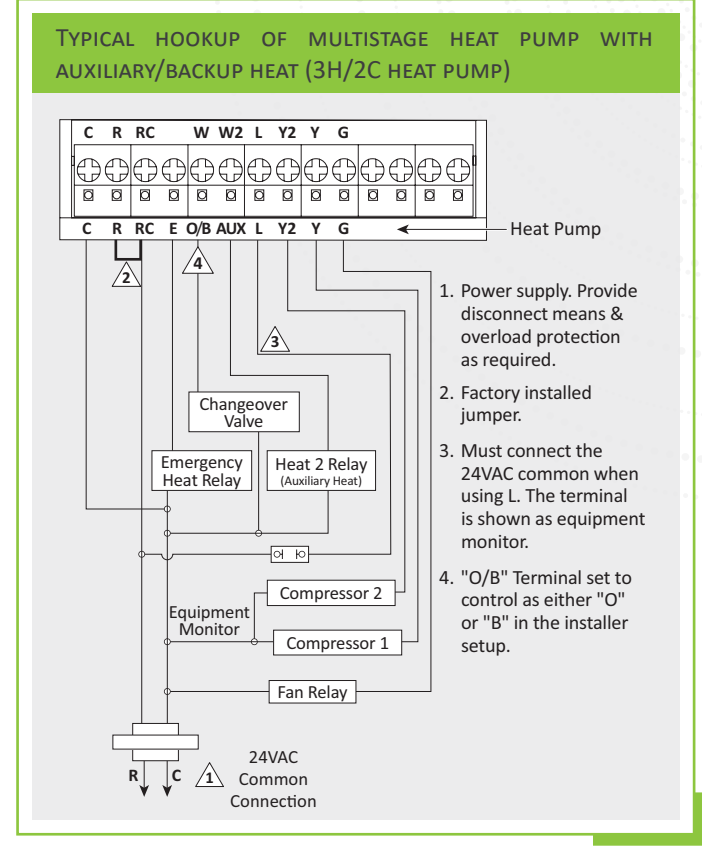 TYPICAL HOOKUP OF MULTISTAGE HEAT PUMP WITH
AUXILIARY/BACKUP HEAT (3H/2C HEAT PUMP)
C R RC W W2 L Y2 Y G
C R RC E O/B AUX L Y2 Y G
Heat Pump
2
4
3
Changeover
Valve
Emergency
Heat Relay
Heat 2 Relay
(Auxiliary Heat)
Compressor 2
Equipment
Monitor
Compressor 1
Fan Relay
R C
1
24VAC
Common
Connection
1. Power supply. Provide
disconnect means &
overload protection
as required.
2. Factory installed
jumper.
3. Must connect the
24VAC common when
using L. The terminal
is shown as equipment
monitor.
4. "O/B" Terminal set to
control as either "O"
or "B" in the installer
setup.